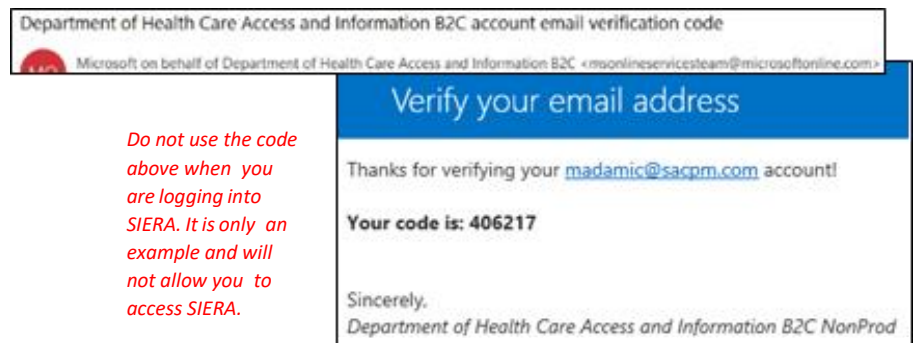 Department of Health Care Access and Information B2C account email verification code
Microsoft on behalf of Department of Health Care Access and Information B2C <msonlineservicesteam@microsoftonline.com>
Verify your email address
Do not use the code
above when you
are logging into
SIERA. It is only an
example and will
not allow you to
access SIERA.
Thanks for verifying your madamic@sacpm.com account!
Your code is: 406217
Sincerely,
Department of Health Care Access and Information B2C NonProd